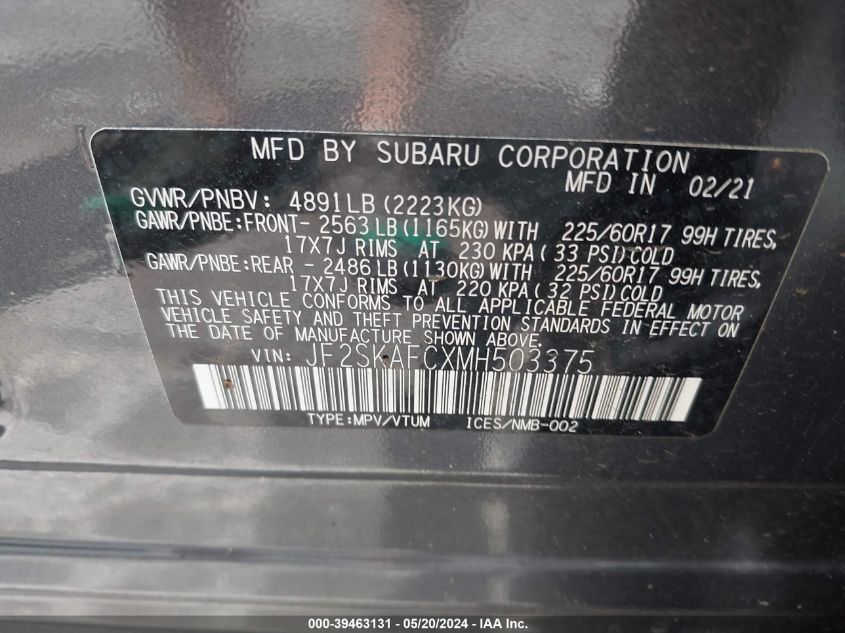 MFD BY SUBARU CORPORATION
MFD IN 02/21
GVWR/PNBV: 4891LB (2223KG)
GAWR/PNBE:FRONT- 2563LB(1165KG)WITH 225/60R17 99H TIRES,
17X7J RIMS AT 230 KPA( 33 PSI)COLD
GAWR/PNBE:REAR - 2486LB(1130KG)WITH 225/60R17 99H TIRES,
17X7J RIMS AT 220 KPA( 32 PSI)COLD
THIS VEHICLE CONFORMS TO ALL APPLICABLE FEDERAL MOTOR
VEHICLE SAFETY AND THEFT PREVENTION STANDARDS IN EFFECT ON
THE DATE OF MANUFACTURE SHOWN ABOVE.
VIN: JF2SKAFCXMH503375
TYPE:MPV/VTUM ICES/NMB-002
000-39463131 - 05/20/2024 - IAA Inc.